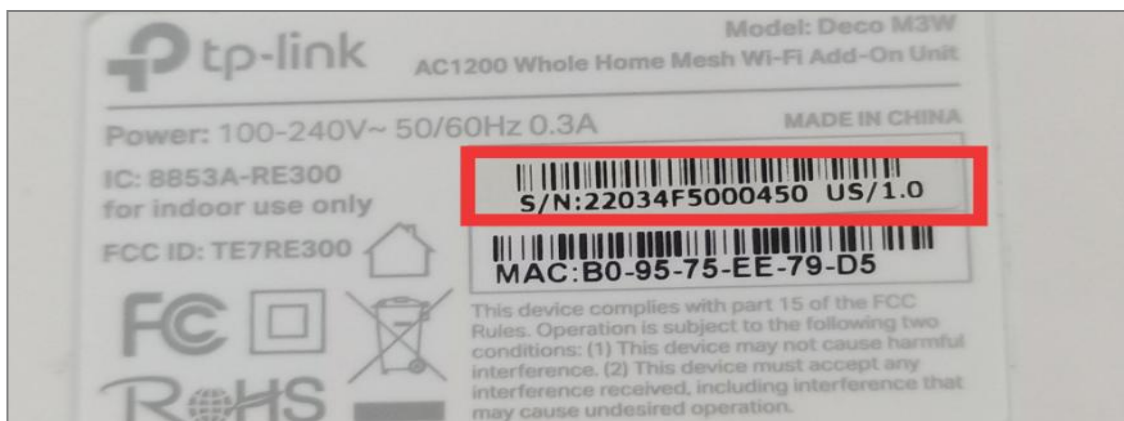 tp-link
Model: Deco M3W
AC1200 Whole Home Mesh Wi-Fi Add-On Unit
Power: 100-240V~ 50/60Hz 0.3A
MADE IN CHINA
IC: 8853A-RE300
for indoor use only
FCC ID: TE7RE300
S/N:22034F5000450 US/1.0
MAC:B0-95-75-EE-79-D5
This device complies with part 15 of the FCC
Rules. Operation is subject to the following two
conditions: (1) This device may not cause harmful
interference. (2) This device must accept any
interference received, including interference that
may cause undesired operation.
FC
RoHS